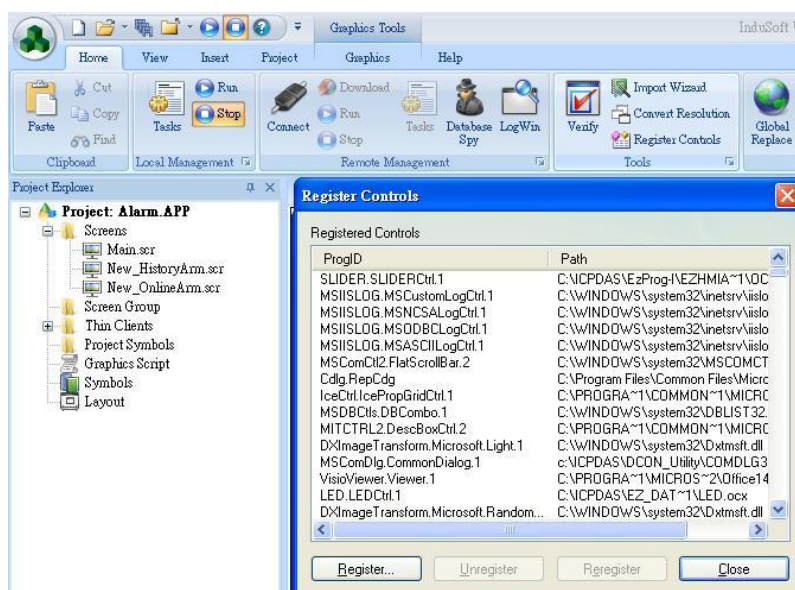 Graphics Tools
InduSoft
Home View Insert Project Graphics Help
Paste
Cut
Copy
Find
Clipboard
Tasks
Run
Stop
Local Management
Connect
Download
Run
Stop
Tasks
Database Spy
LogWin
Remote Management
Verify
Import Wizard
Convert Resolution
Register Controls
Tools
Global Replace
Project Explorer
Project: Alarm.APP
Screens
Main.scr
New_HistoryArm.scr
New_OnlineArm.scr
Screen Group
Thin Clients
Project Symbols
Graphics Script
Symbols
Layout
Register Controls
Registered Controls
ProgID Path
SLIDER.SLIDERCtrl.1 C:\ICPDAS\EzProg-I\EZHMIA~1\OC
MSIISLOG.MSCustomLogCtrl.1 C:\WINDOWS\system32\inetsrv\iislo
MSIISLOG.MSNCSALogCtrl.1 C:\WINDOWS\system32\inetsrv\iislo
MSIISLOG.MSODBCLogCtrl.1 C:\WINDOWS\system32\inetsrv\iislo
MSIISLOG.MSASCIILogCtrl.1 C:\WINDOWS\system32\inetsrv\iislo
MSComCtl2.FlatScrollBar.2 C:\WINDOWS\system32\MSCOMCT
Cdlg.RepCdg C:\Program Files\Common Files\Micro
IceCtrl.IcePropGridCtrl.1 C:\PROGRA~1\COMMON~1\MICRO
MSDBCtls.DBCombo.1 C:\WINDOWS\system32\DBLIST32.
MITCTRL2.DescBoxCtrl.2 C:\PROGRA~1\COMMON~1\MICRO
DXImageTransform.Microsoft.Light.1 C:\WINDOWS\system32\Dxtmsft.dll
MSComDlg.CommonDialog.1 c:\ICPDAS\DCON_Utility\COMDLG3
VisioViewer.Viewer.1 C:\PROGRA~1\MICROS~2\Office14
LED.LEDCtrl.1 C:\ICPDAS\EZ_DAT~1\LED.ocx
DXImageTransform.Microsoft.Random... C:\WINDOWS\system32\Dxtmsft.dll
Register... Unregister Reregister Close